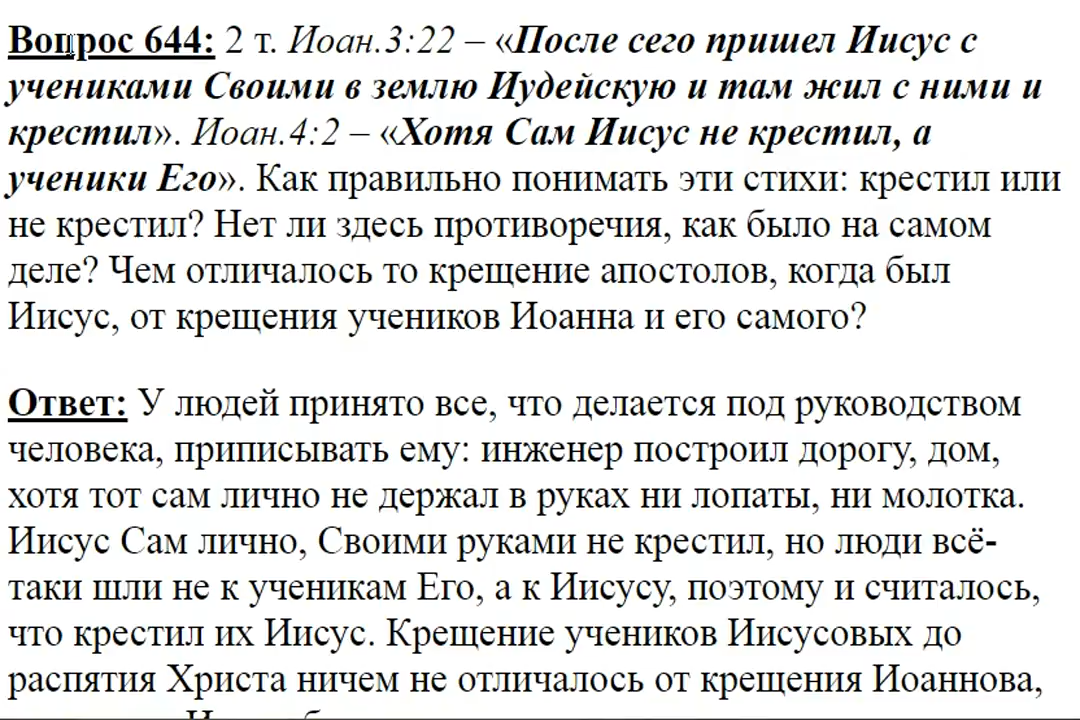 Вопрос 644: 2 т. Иоан.3:22 – «После сего пришел Иисус с
учениками Своими в землю Иудейскую и там жил с ними и
крестил». Иоан.4:2 – «Хотя Сам Иисус не крестил, а
ученики Его». Как правильно понимать эти стихи: крестил или
не крестил? Нет ли здесь противоречия, как было на самом
деле? Чем отличалось то крещение апостолов, когда был
Иисус, от крещения учеников Иоанна и его самого?
Ответ: У людей принято все, что делается под руководством
человека, приписывать ему: инженер построил дорогу, дом,
хотя тот сам лично не держал в руках ни лопаты, ни молотка.
Иисус Сам лично, Своими руками не крестил, но люди всё-
таки шли не к ученикам Его, а к Иисусу, поэтому и считалось,
что крестил их Иисус. Крещение учеников Иисусовых до
распятия Христа ничем не отличалось от крещения Иоаннова,